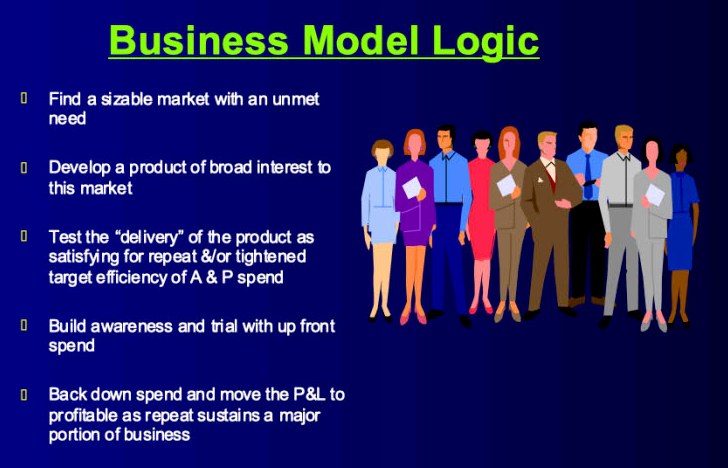 Business Model Logic
Find a sizable market with an unmet
need
Develop a product of broad interest to
this market
Test the “delivery” of the product as
satisfying for repeat &/or tightened
target efficiency of A & P spend
Build awareness and trial with up front
spend
Back down spend and move the P&L to
profitable as repeat sustains a major
portion of business